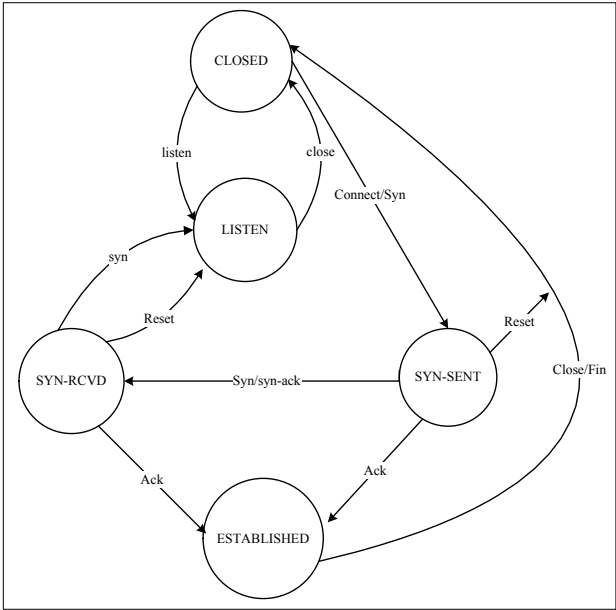 CLOSED
listen
close
Connect/Syn
LISTEN
syn
Reset
Reset
SYN-RCVD
Syn/syn-ack
SYN-SENT
Close/Fin
Ack
Ack
ESTABLISHED